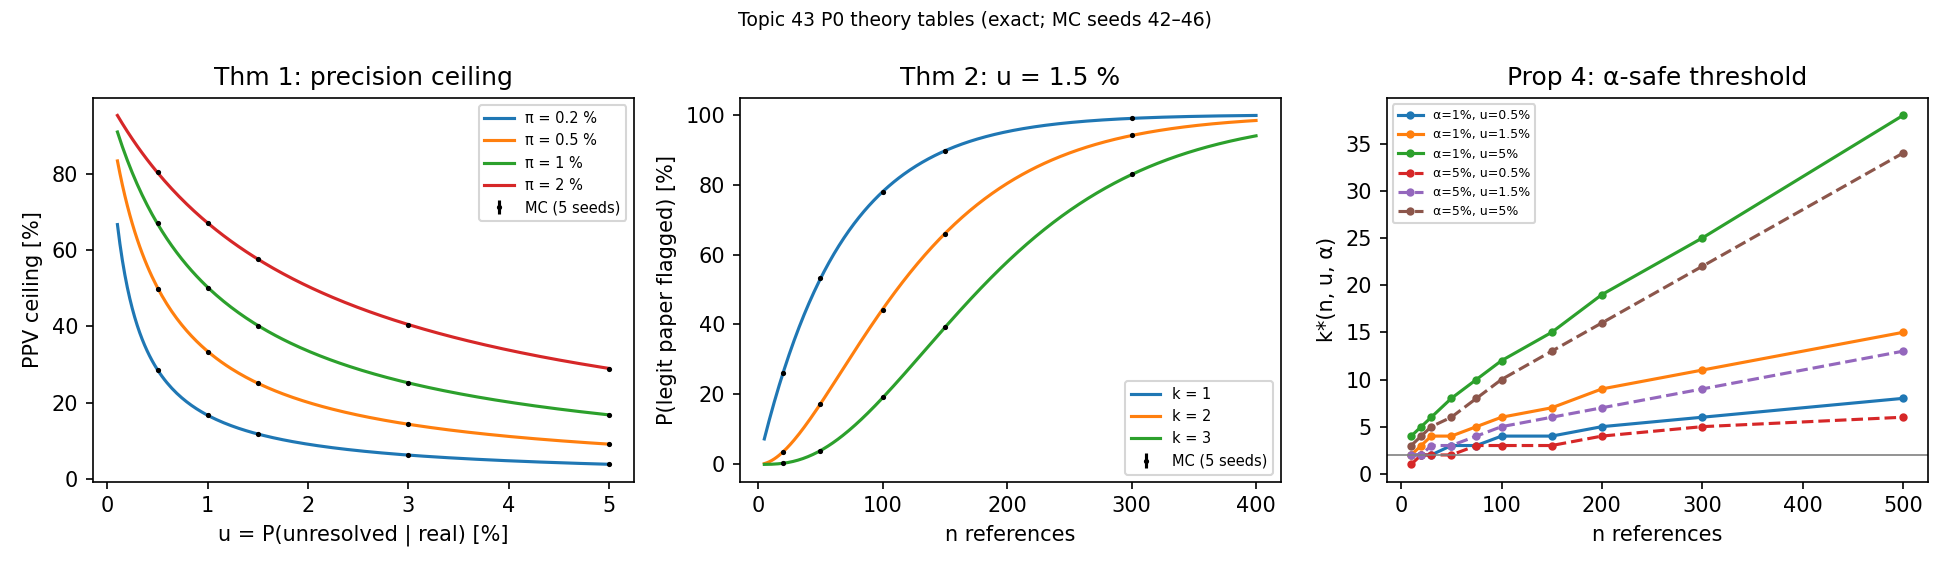 Topic 43 P0 theory tables (exact; MC seeds 42–46)
Thm 1: precision ceiling
PPV ceiling [%]
80
60
40
20
0
π = 0.2 %
π = 0.5 %
π = 1 %
π = 2 %
MC (5 seeds)
0 1 2 3 4 5
u = P(unresolved | real) [%]
Thm 2: u = 1.5 %
P(legit paper flagged) [%]
100
80
60
40
20
0
k = 1
k = 2
k = 3
MC (5 seeds)
0 100 200 300 400
n references
Prop 4: α-safe threshold
k*(n, u, α)
35
30
25
20
15
10
5
0
α=1%, u=0.5%
α=1%, u=1.5%
α=1%, u=5%
α=5%, u=0.5%
α=5%, u=1.5%
α=5%, u=5%
0 100 200 300 400 500
n references